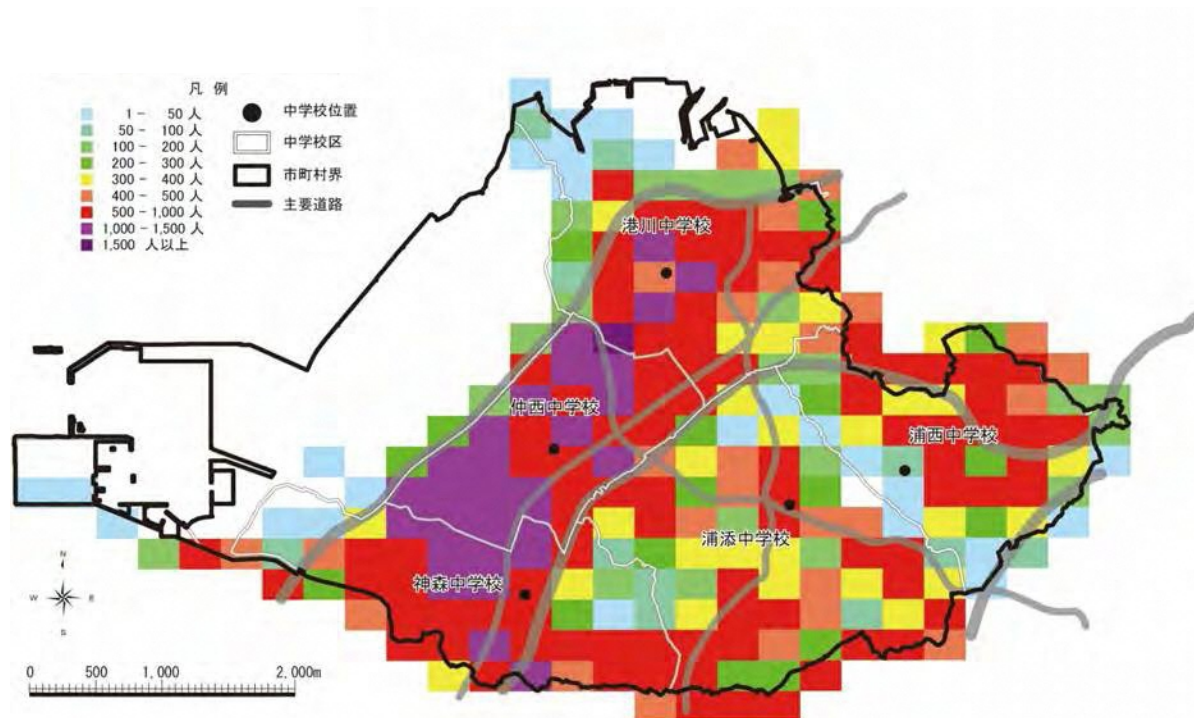 凡 例
1 - 50 人
50 - 100 人
100 - 200 人
200 - 300 人
300 - 400 人
400 - 500 人
500 - 1,000 人
1,000 - 1,500 人
1,500 人以上
中学校位置
中学校区
市町村界
主要道路
港川中学校
仲西中学校
浦西中学校
浦添中学校
神森中学校
N
W E
S
0 500 1,000 2,000m